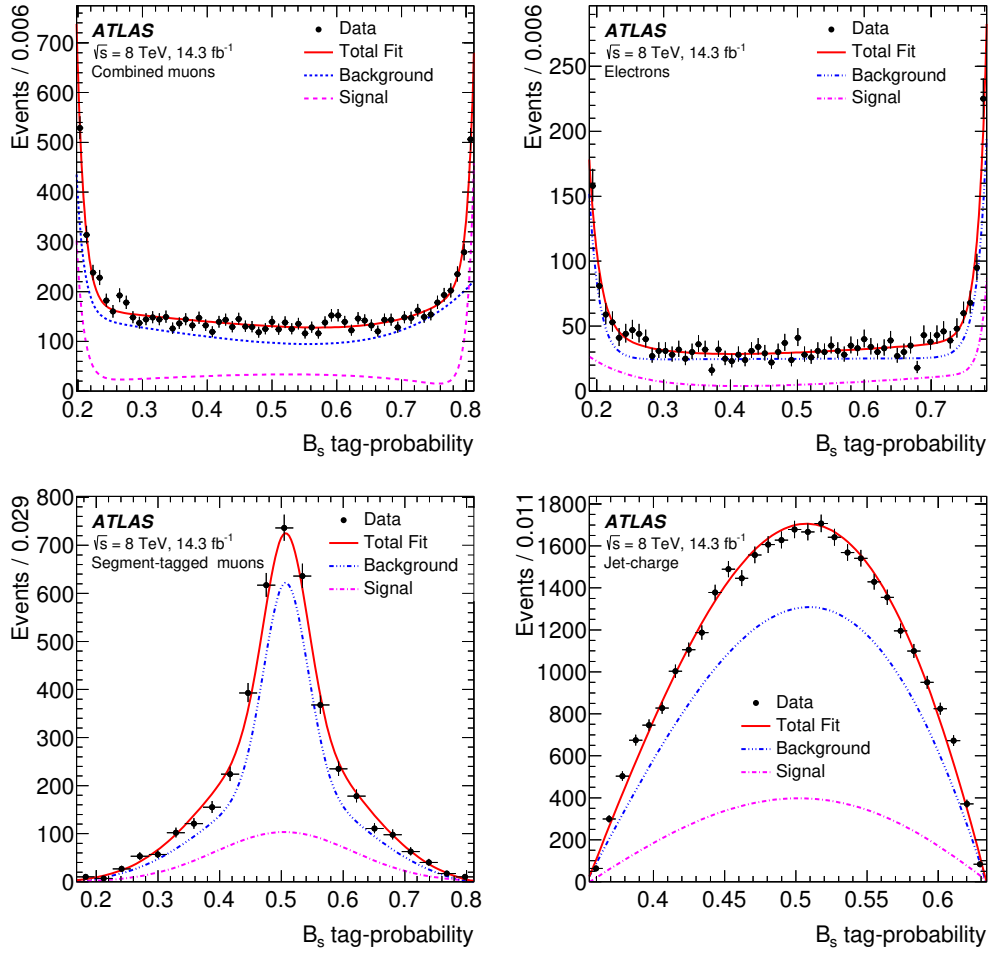 Events / 0.006
700
600
500
400
300
200
100
0
ATLAS
√s = 8 TeV, 14.3 fb⁻¹
Combined muons
Data
Total Fit
Background
Signal
0.2 0.3 0.4 0.5 0.6 0.7 0.8
Bₛ tag-probability
Events / 0.006
250
200
150
100
50
0
ATLAS
√s = 8 TeV, 14.3 fb⁻¹
Electrons
Data
Total Fit
Background
Signal
0.2 0.3 0.4 0.5 0.6 0.7
Bₛ tag-probability
Events / 0.029
800
700
600
500
400
300
200
100
0
ATLAS
√s = 8 TeV, 14.3 fb⁻¹
Segment-tagged muons
Data
Total Fit
Background
Signal
0.2 0.3 0.4 0.5 0.6 0.7 0.8
Bₛ tag-probability
Events / 0.011
1800
1600
1400
1200
1000
800
600
400
200
0
ATLAS
√s = 8 TeV, 14.3 fb⁻¹
Jet-charge
Data
Total Fit
Background
Signal
0.4 0.45 0.5 0.55 0.6
Bₛ tag-probability